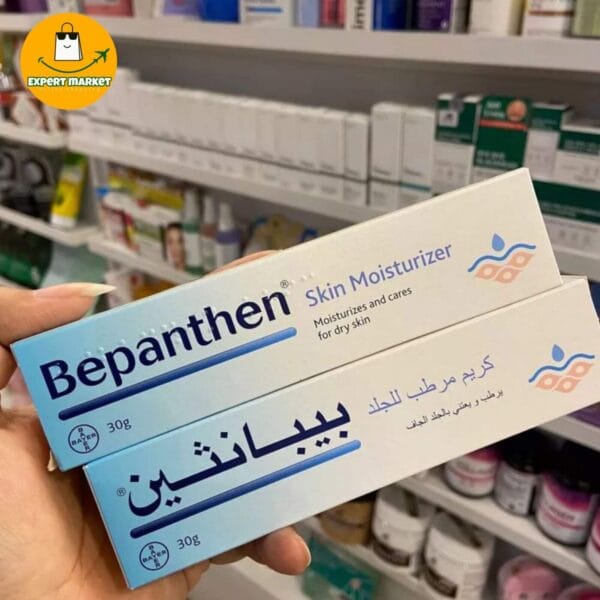 EXPERT MARKET
Bepanthen®
Skin Moisturizer
Moisturizes and cares
for dry skin
BAYER
30g
بيبانثين®
كريم مرطب للجلد
يرطب و يعتني بالجلد الجاف
BAYER
30g